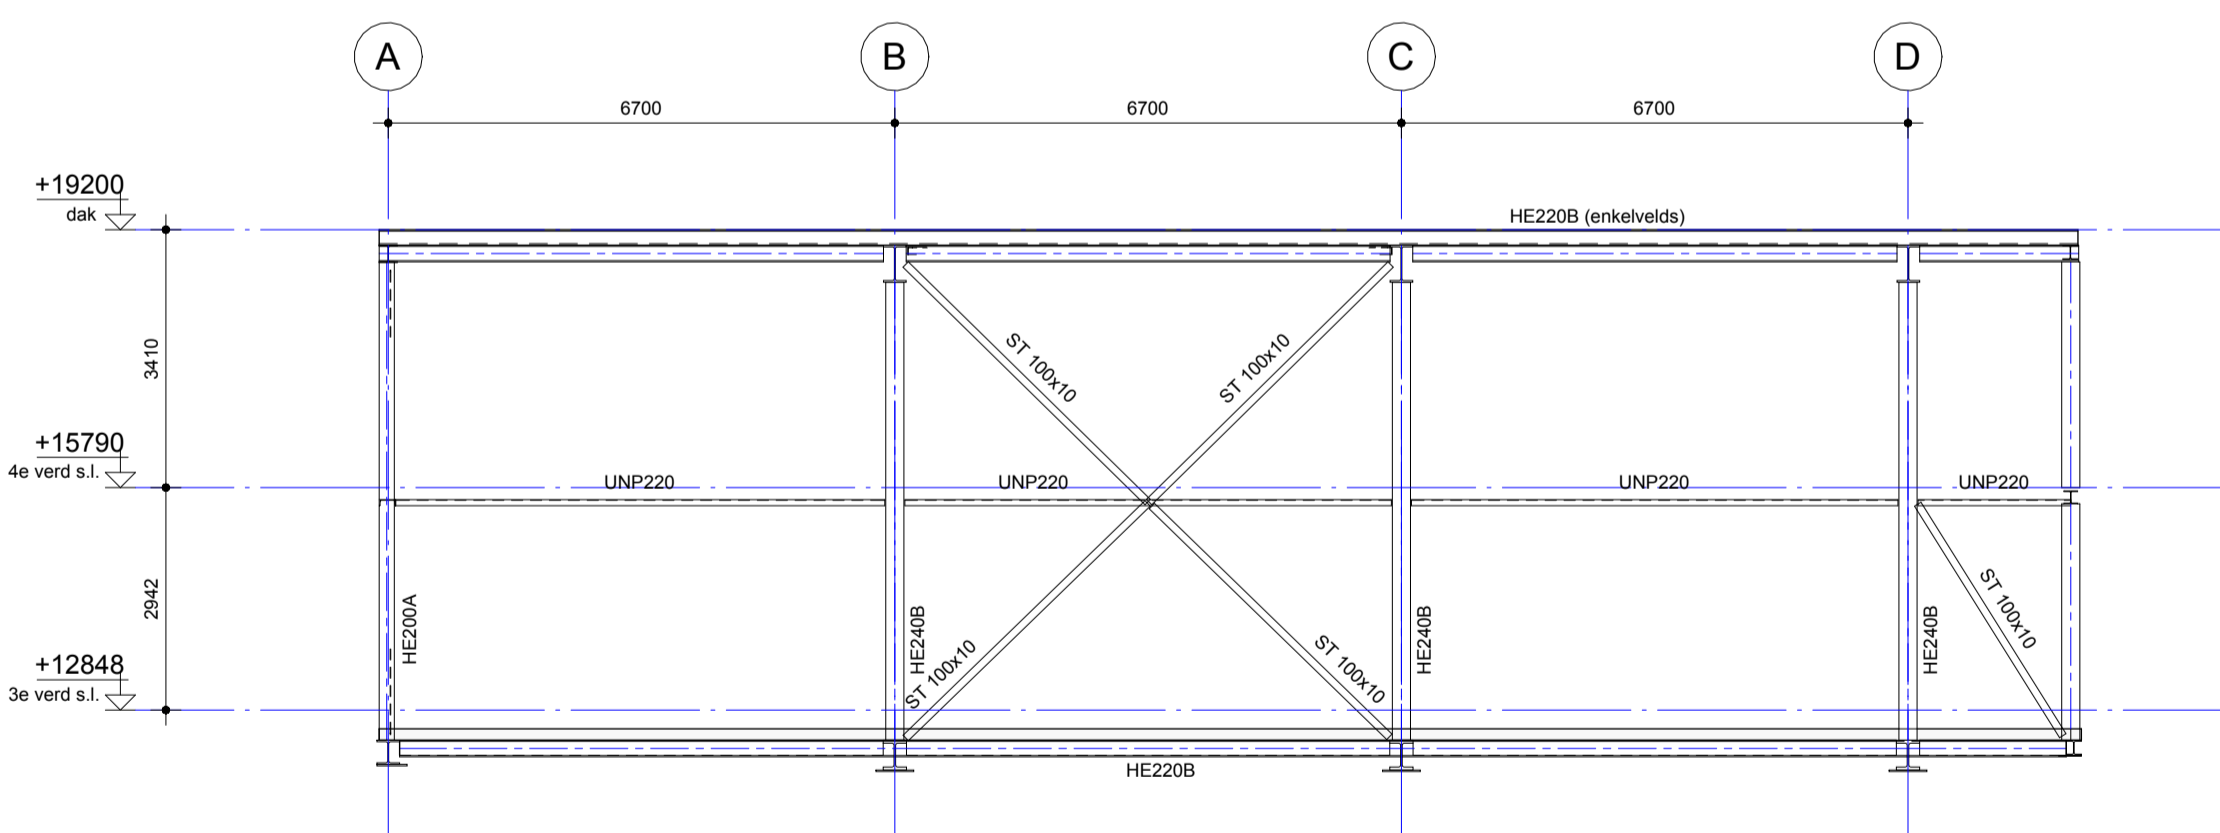 A B C D
6700 6700 6700
+19200
dak
HE220B (enkelvelds)
3410
ST 100x10 ST 100x10
+15790
4e verd s.l.
UNP220 UNP220 UNP220 UNP220
2942
HE200A HE240B HE240B HE240B
ST 100x10 ST 100x10 ST 100x10
+12848
3e verd s.l.
HE220B